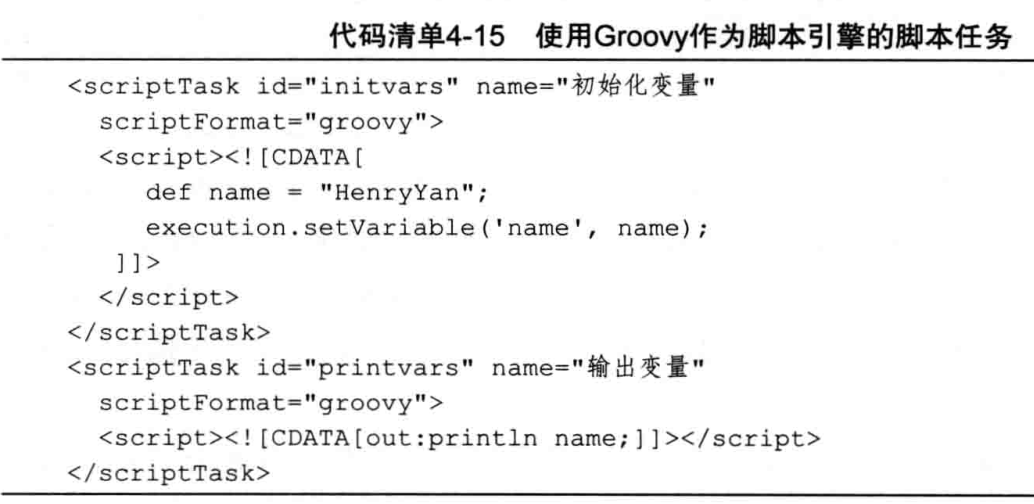 代码清单4-15 使用Groovy作为脚本引擎的脚本任务
<scriptTask id="initvars" name="初始化变量"
scriptFormat="groovy">
<script><![CDATA[
def name = "HenryYan";
execution.setVariable('name', name);
]]>
</script>
</scriptTask>
<scriptTask id="printvars" name="输出变量"
scriptFormat="groovy">
<script><![CDATA[out:println name;]]></script>
</scriptTask>